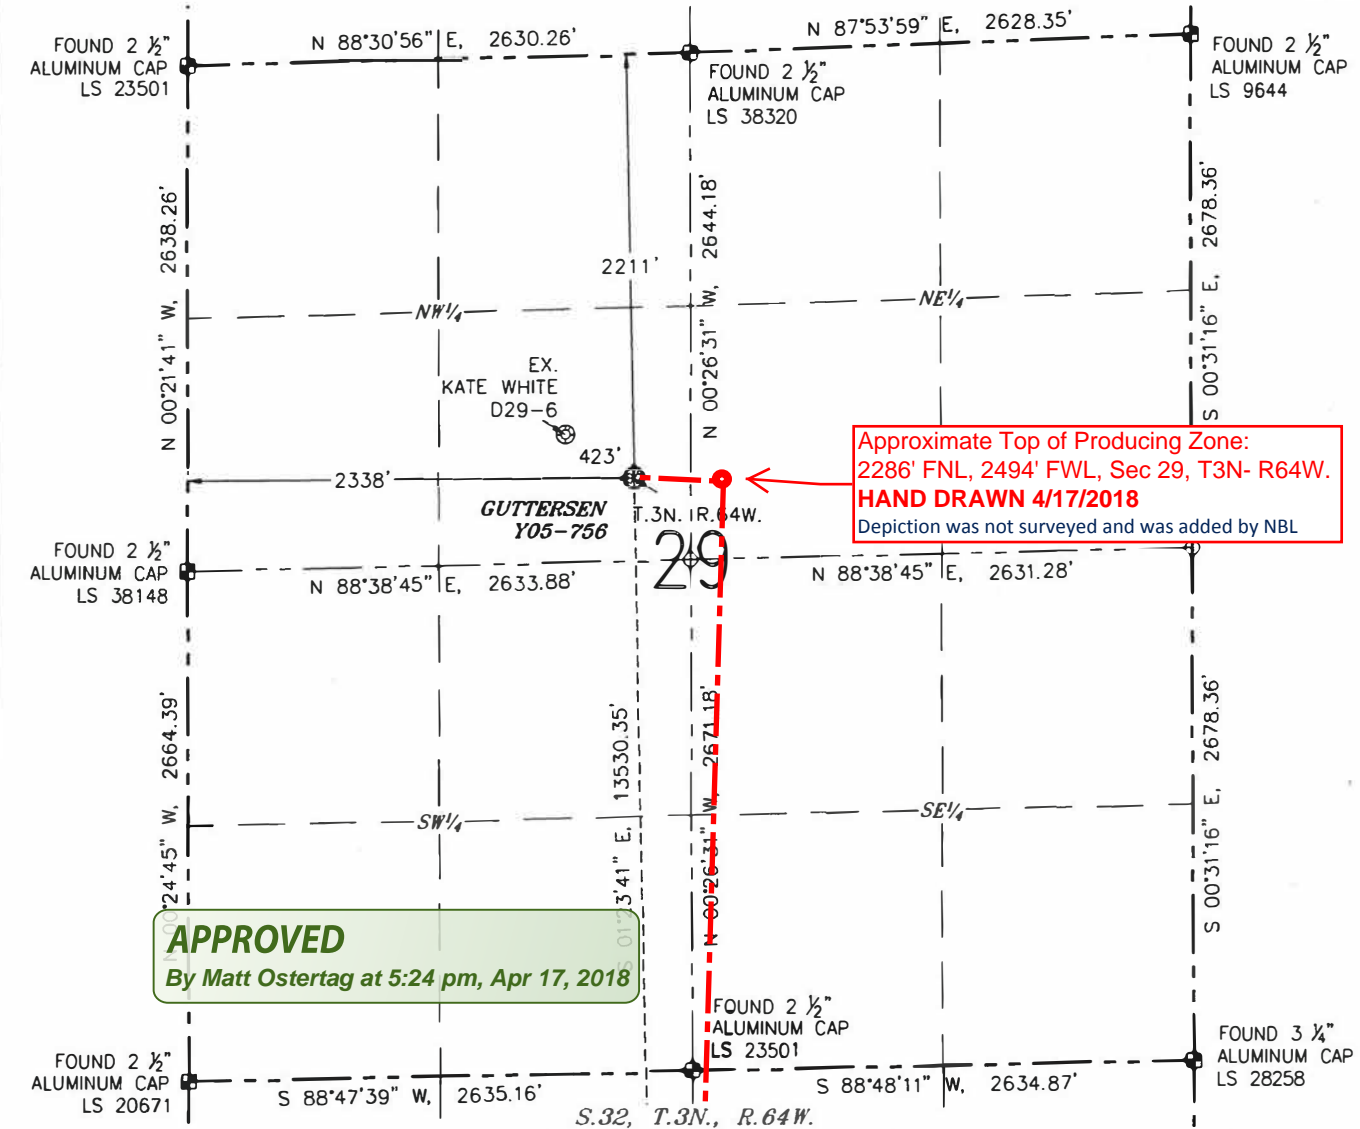 N 88°30'56" E, 2630.26'
N 87°53'59" E, 2628.35'
FOUND 2 ½"
ALUMINUM CAP
LS 23501
FOUND 2 ½"
ALUMINUM CAP
LS 38320
FOUND 2 ½"
ALUMINUM CAP
LS 9644
N 00°21'41" W, 2638.26'
2211'
N 00°26'31" W, 2644.18'
S 00°31'16" E, 2678.36'
NW¼
NE¼
EX.
KATE WHITE
D29-6
423'
2338'
GUTTERSEN
Y05-756
T.3N. R.64W.
29
Approximate Top of Producing Zone:
2286' FNL, 2494' FWL, Sec 29, T3N- R64W.
HAND DRAWN 4/17/2018
Depiction was not surveyed and was added by NBL
FOUND 2 ½"
ALUMINUM CAP
LS 38148
N 88°38'45" E, 2633.88'
N 88°38'45" E, 2631.28'
N 00°24'45" W, 2664.39'
S 01°23'41" E, 13530.35'
N 00°26'31" W, 2671.18'
S 00°31'16" E, 2678.36'
SW¼
SE¼
APPROVED
By Matt Ostertag at 5:24 pm, Apr 17, 2018
FOUND 2 ½"
ALUMINUM CAP
LS 20671
FOUND 2 ½"
ALUMINUM CAP
LS 23501
FOUND 3 ¼"
ALUMINUM CAP
LS 28258
S 88°47'39" W, 2635.16'
S 88°48'11" W, 2634.87'
S.32, T.3N., R.64W.